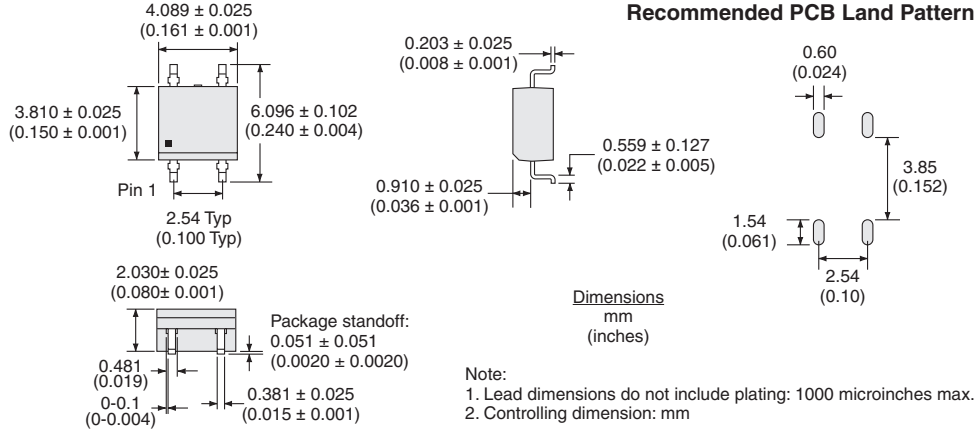 Recommended PCB Land Pattern
4.089 ± 0.025
(0.161 ± 0.001)
3.810 ± 0.025
(0.150 ± 0.001)
6.096 ± 0.102
(0.240 ± 0.004)
Pin 1
2.54 Typ
(0.100 Typ)
0.203 ± 0.025
(0.008 ± 0.001)
0.559 ± 0.127
(0.022 ± 0.005)
0.910 ± 0.025
(0.036 ± 0.001)
0.60
(0.024)
3.85
(0.152)
1.54
(0.061)
2.54
(0.10)
2.030± 0.025
(0.080± 0.001)
Package standoff:
0.051 ± 0.051
(0.0020 ± 0.0020)
0.481
(0.019)
0-0.1
(0-0.004)
0.381 ± 0.025
(0.015 ± 0.001)
Dimensions
mm
(inches)
Note:
1. Lead dimensions do not include plating: 1000 microinches max.
2. Controlling dimension: mm